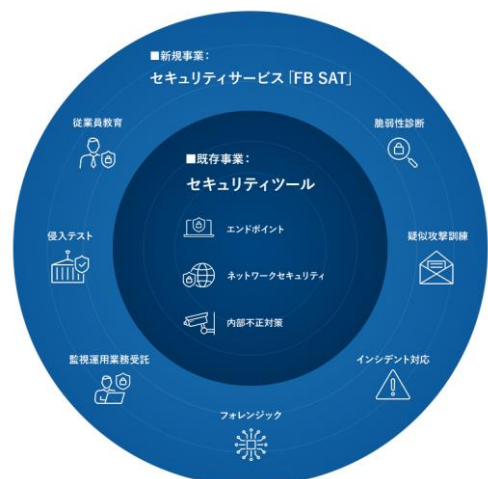 ■新規事業：
セキュリティサービス「FB SAT」
従業員教育
脆弱性診断
■既存事業：
セキュリティツール
エンドポイント
侵入テスト
疑似攻撃訓練
ネットワークセキュリティ
内部不正対策
監視運用業務受託
インシデント対応
フォレンジック